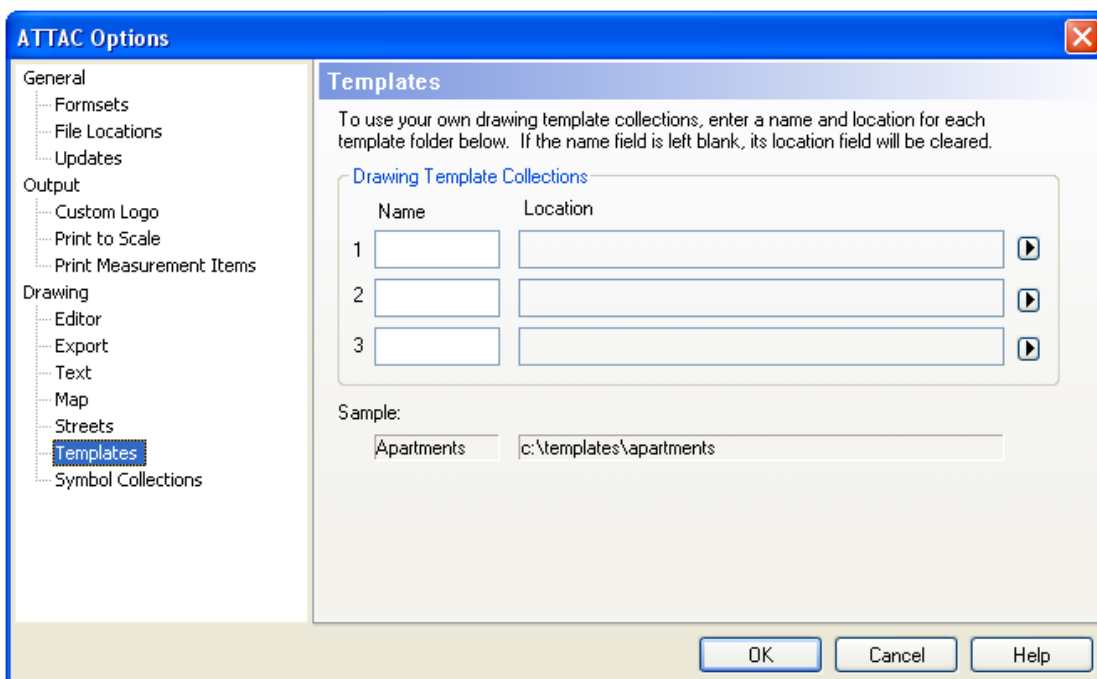 ATTAC Options
General
Formsets
File Locations
Updates
Output
Custom Logo
Print to Scale
Print Measurement Items
Drawing
Editor
Export
Text
Map
Streets
Templates
Symbol Collections
Templates
To use your own drawing template collections, enter a name and location for each
template folder below. If the name field is left blank, its location field will be cleared.
Drawing Template Collections
Name Location
1
2
3
Sample:
Apartments c:\templates\apartments
OK Cancel Help